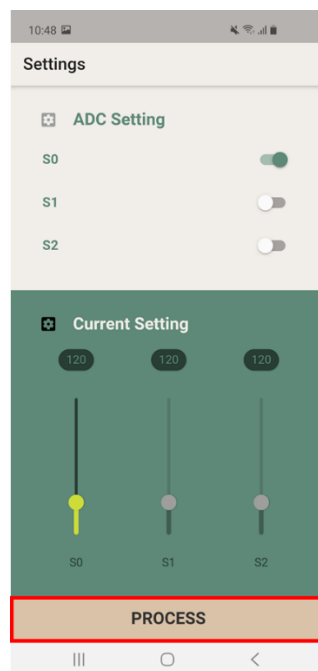 10:48
Settings
ADC Setting
S0
S1
S2
Current Setting
120 120 120
S0 S1 S2
PROCESS